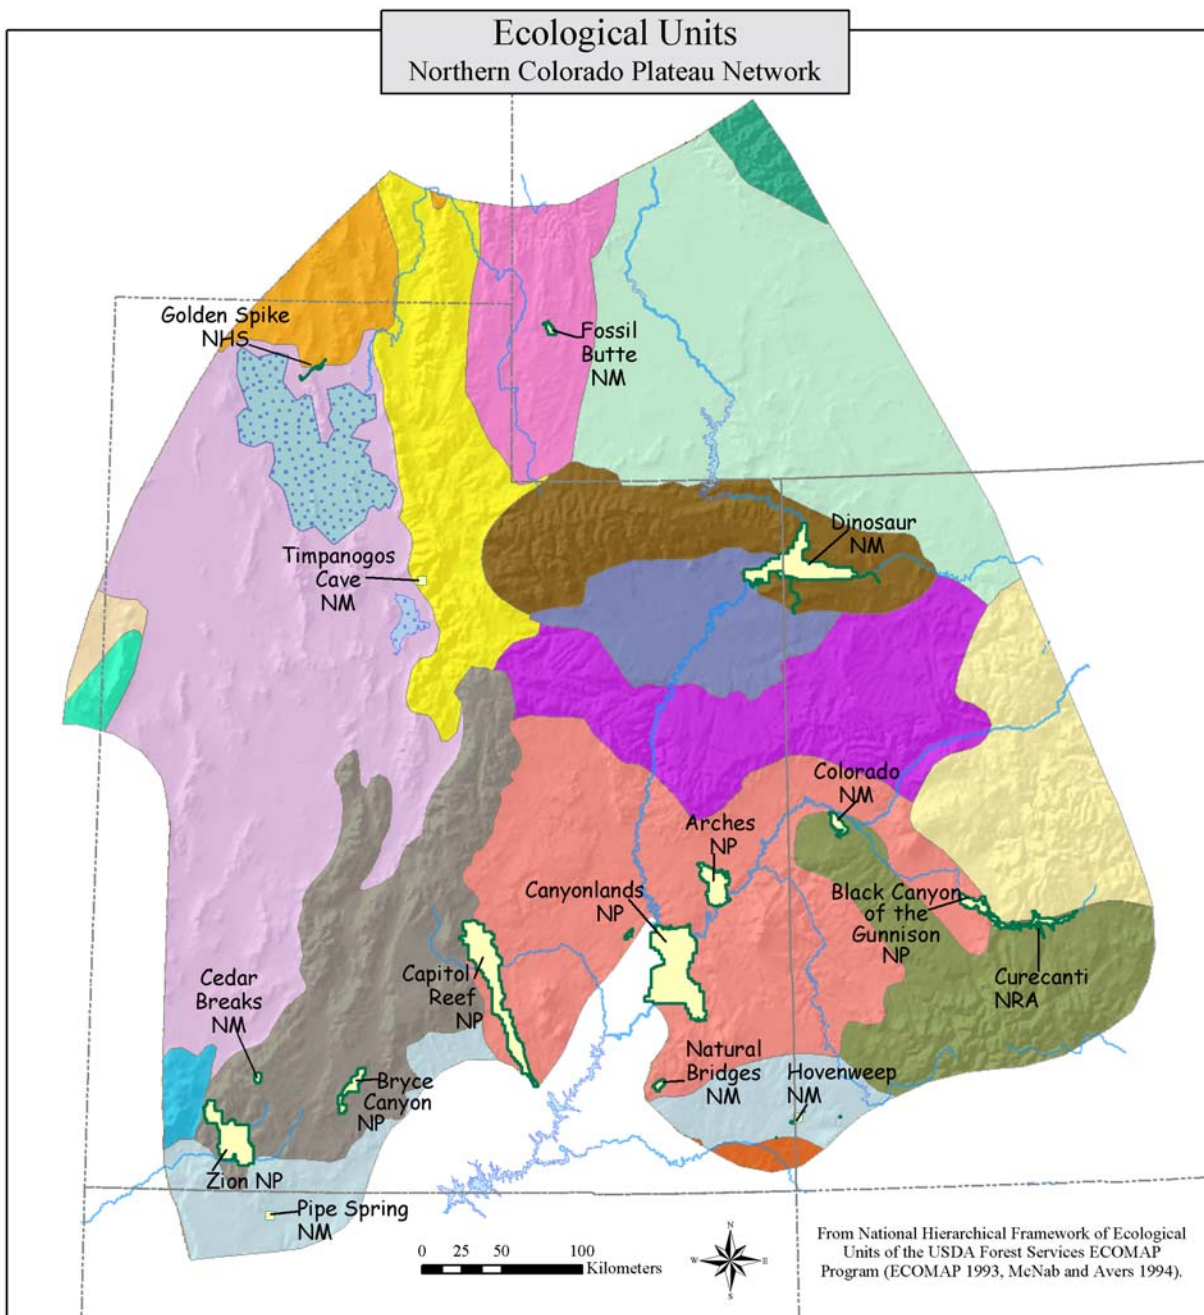 Ecological Units
Northern Colorado Plateau Network
Golden Spike
NHS
Fossil
Butte
NM
Dinosaur
NM
Timpanogos
Cave
NM
Colorado
NM
Arches
NP
Canyonlands
NP
Black Canyon
of the
Gunnison
NP
Capitol
Reef
NP
Curecanti
NRA
Cedar
Breaks
NM
Natural
Bridges
NM
Hovenweep
NM
Bryce
Canyon
NP
Zion NP
Pipe Spring
NM
0 25 50 100
Kilometers
N
W E
S
From National Hierarchical Framework of Ecological
Units of the USDA Forest Services ECOMAP
Program (ECOMAP 1993, McNab and Avers 1994).